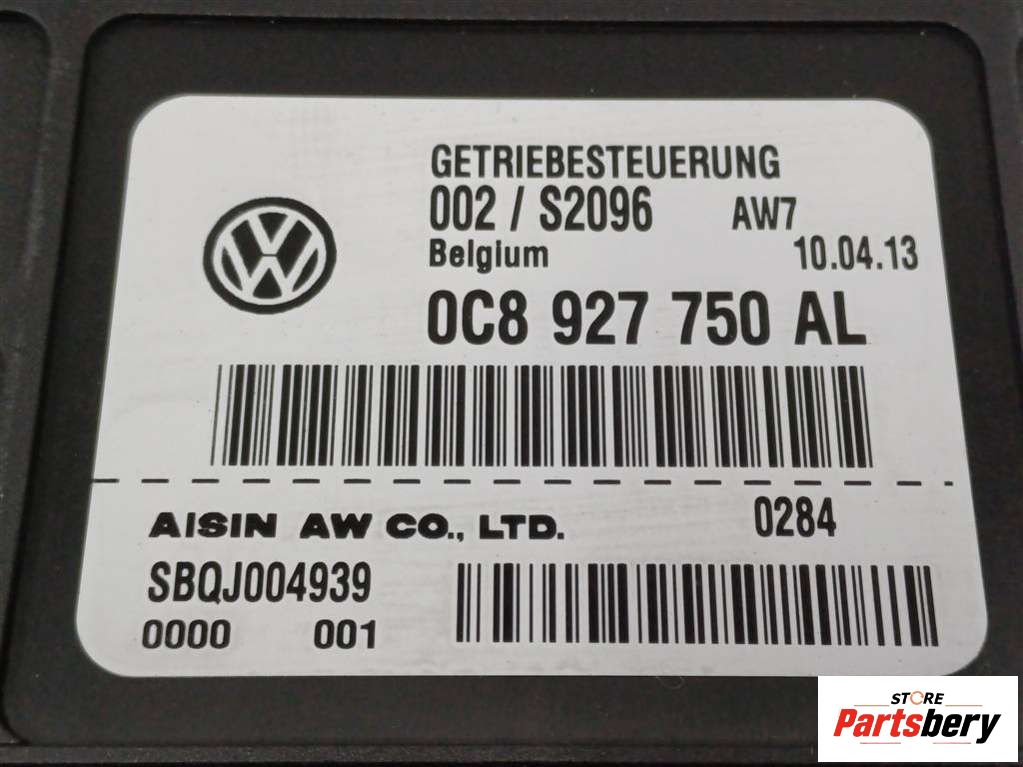 GETRIEBESTEUERUNG
002 / S2096 AW7
Belgium 10.04.13
0C8 927 750 AL
AISIN AW CO., LTD. 0284
SBQJ004939
0000 001
STORE
Partsbery